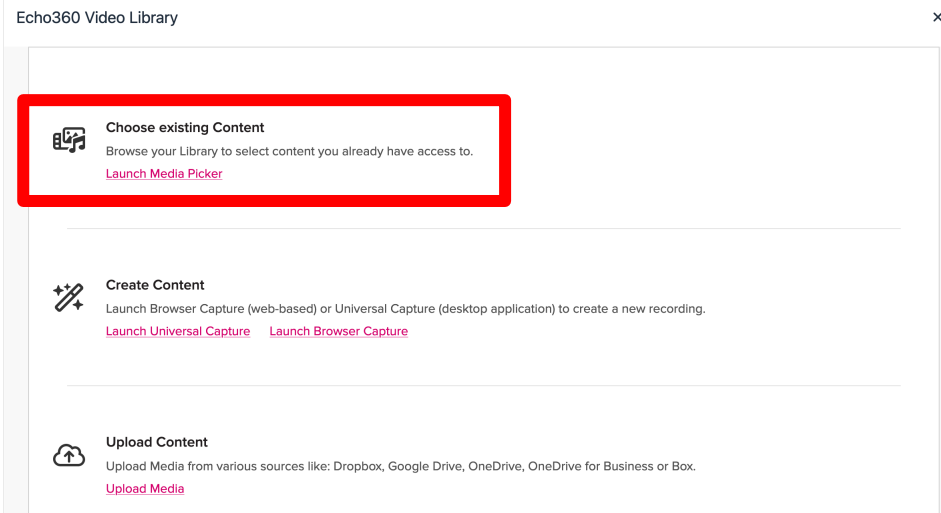 Echo360 Video Library
Choose existing Content
Browse your Library to select content you already have access to.
Launch Media Picker
Create Content
Launch Browser Capture (web-based) or Universal Capture (desktop application) to create a new recording.
Launch Universal Capture Launch Browser Capture
Upload Content
Upload Media from various sources like: Dropbox, Google Drive, OneDrive, OneDrive for Business or Box.
Upload Media